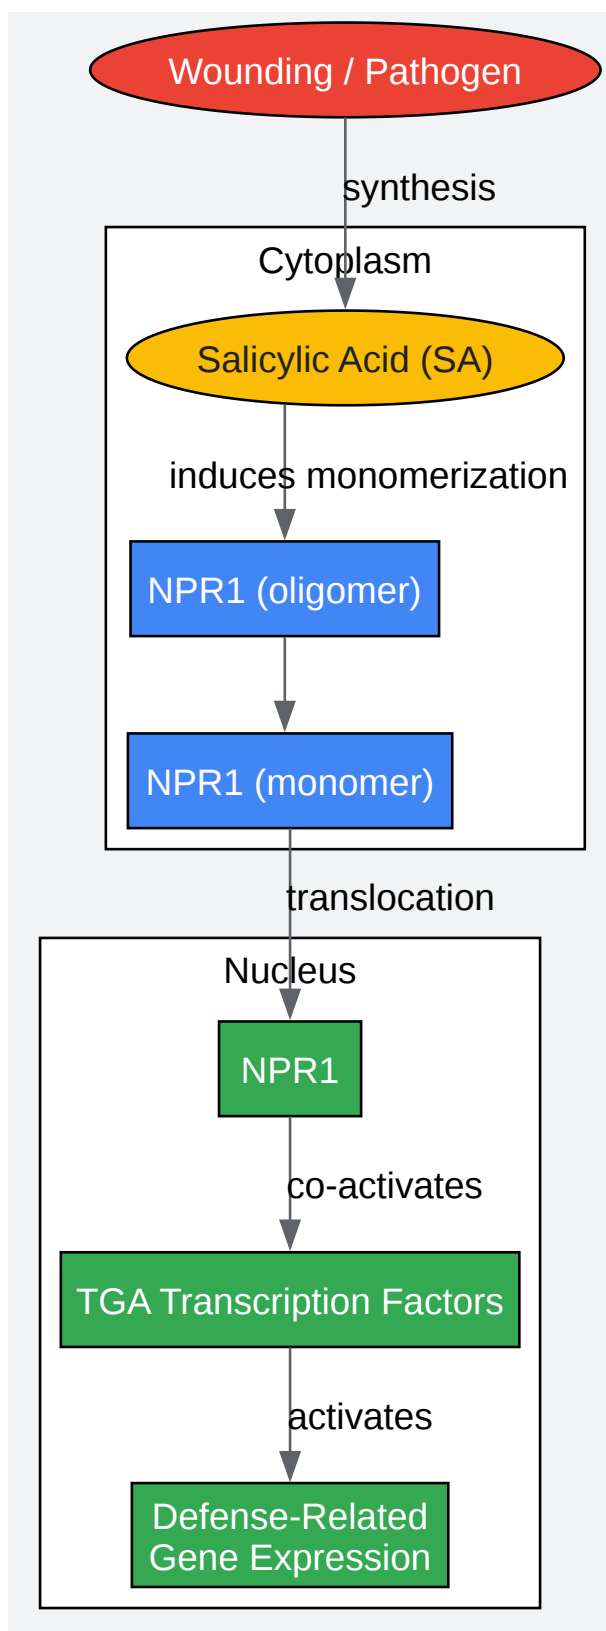 Wounding / Pathogen
synthesis
Cytoplasm
Salicylic Acid (SA)
induces monomerization
NPR1 (oligomer)
NPR1 (monomer)
translocation
Nucleus
NPR1
co-activates
TGA Transcription Factors
activates
Defense-Related
Gene Expression